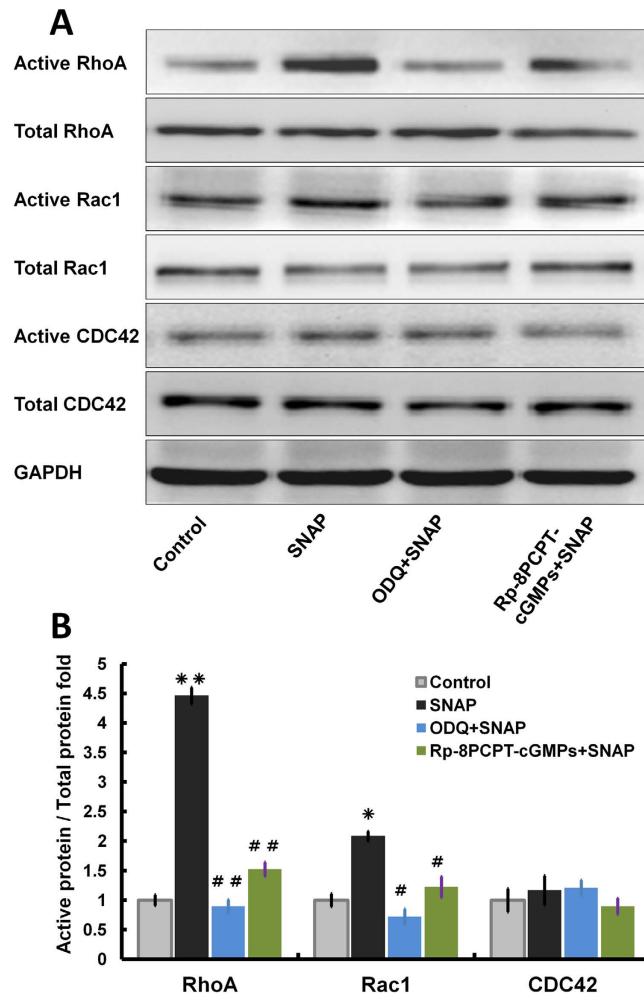 A
Active RhoA
Total RhoA
Active Rac1
Total Rac1
Active CDC42
Total CDC42
GAPDH
Control
SNAP
ODQ+SNAP
Rp-8PCPT-
cGMPs+SNAP
B
Active protein / Total protein fold
5
4.5
4
3.5
3
2.5
2
1.5
1
0.5
0
**
##
##
*
#
#
Control
SNAP
ODQ+SNAP
Rp-8PCPT-cGMPs+SNAP
RhoA
Rac1
CDC42